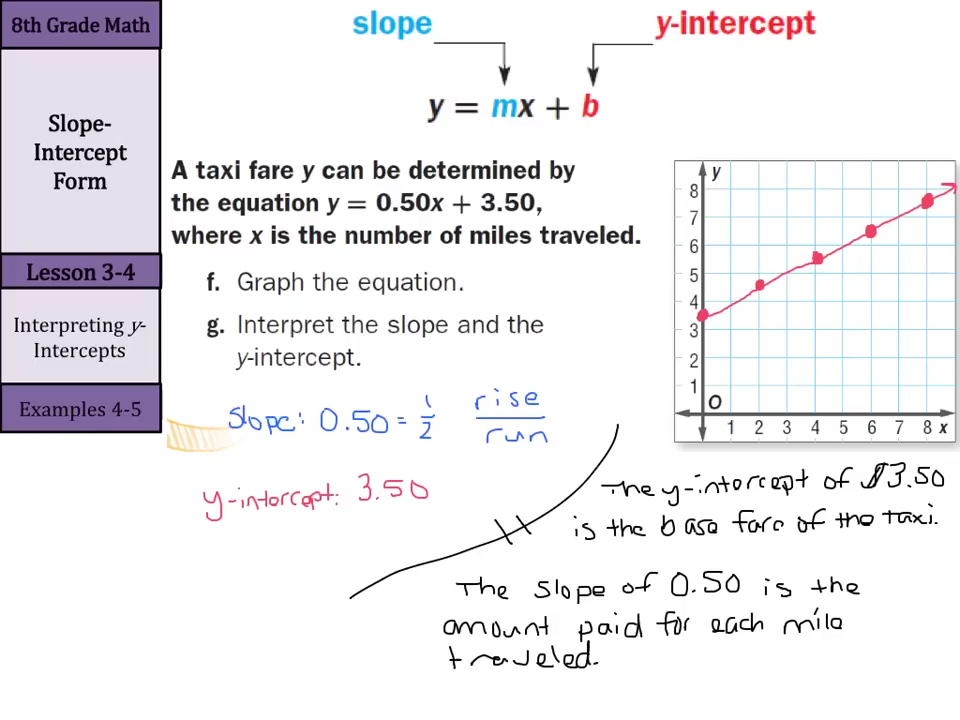 8th Grade Math
Slope-
Intercept
Form
Lesson 3-4
Interpreting y-
Intercepts
Examples 4-5
slope
y-intercept
y = mx + b
A taxi fare y can be determined by
the equation y = 0.50x + 3.50,
where x is the number of miles traveled.
f. Graph the equation.
g. Interpret the slope and the
y-intercept.
Slope: 0.50 = 1/2 rise/run
y-intercept: 3.50
y
8
7
6
5
4
3
2
1
O
1 2 3 4 5 6 7 8 x
The y-intercept of $3.50
is the base fare of the taxi.
The slope of 0.50 is the
amount paid for each mile
traveled.